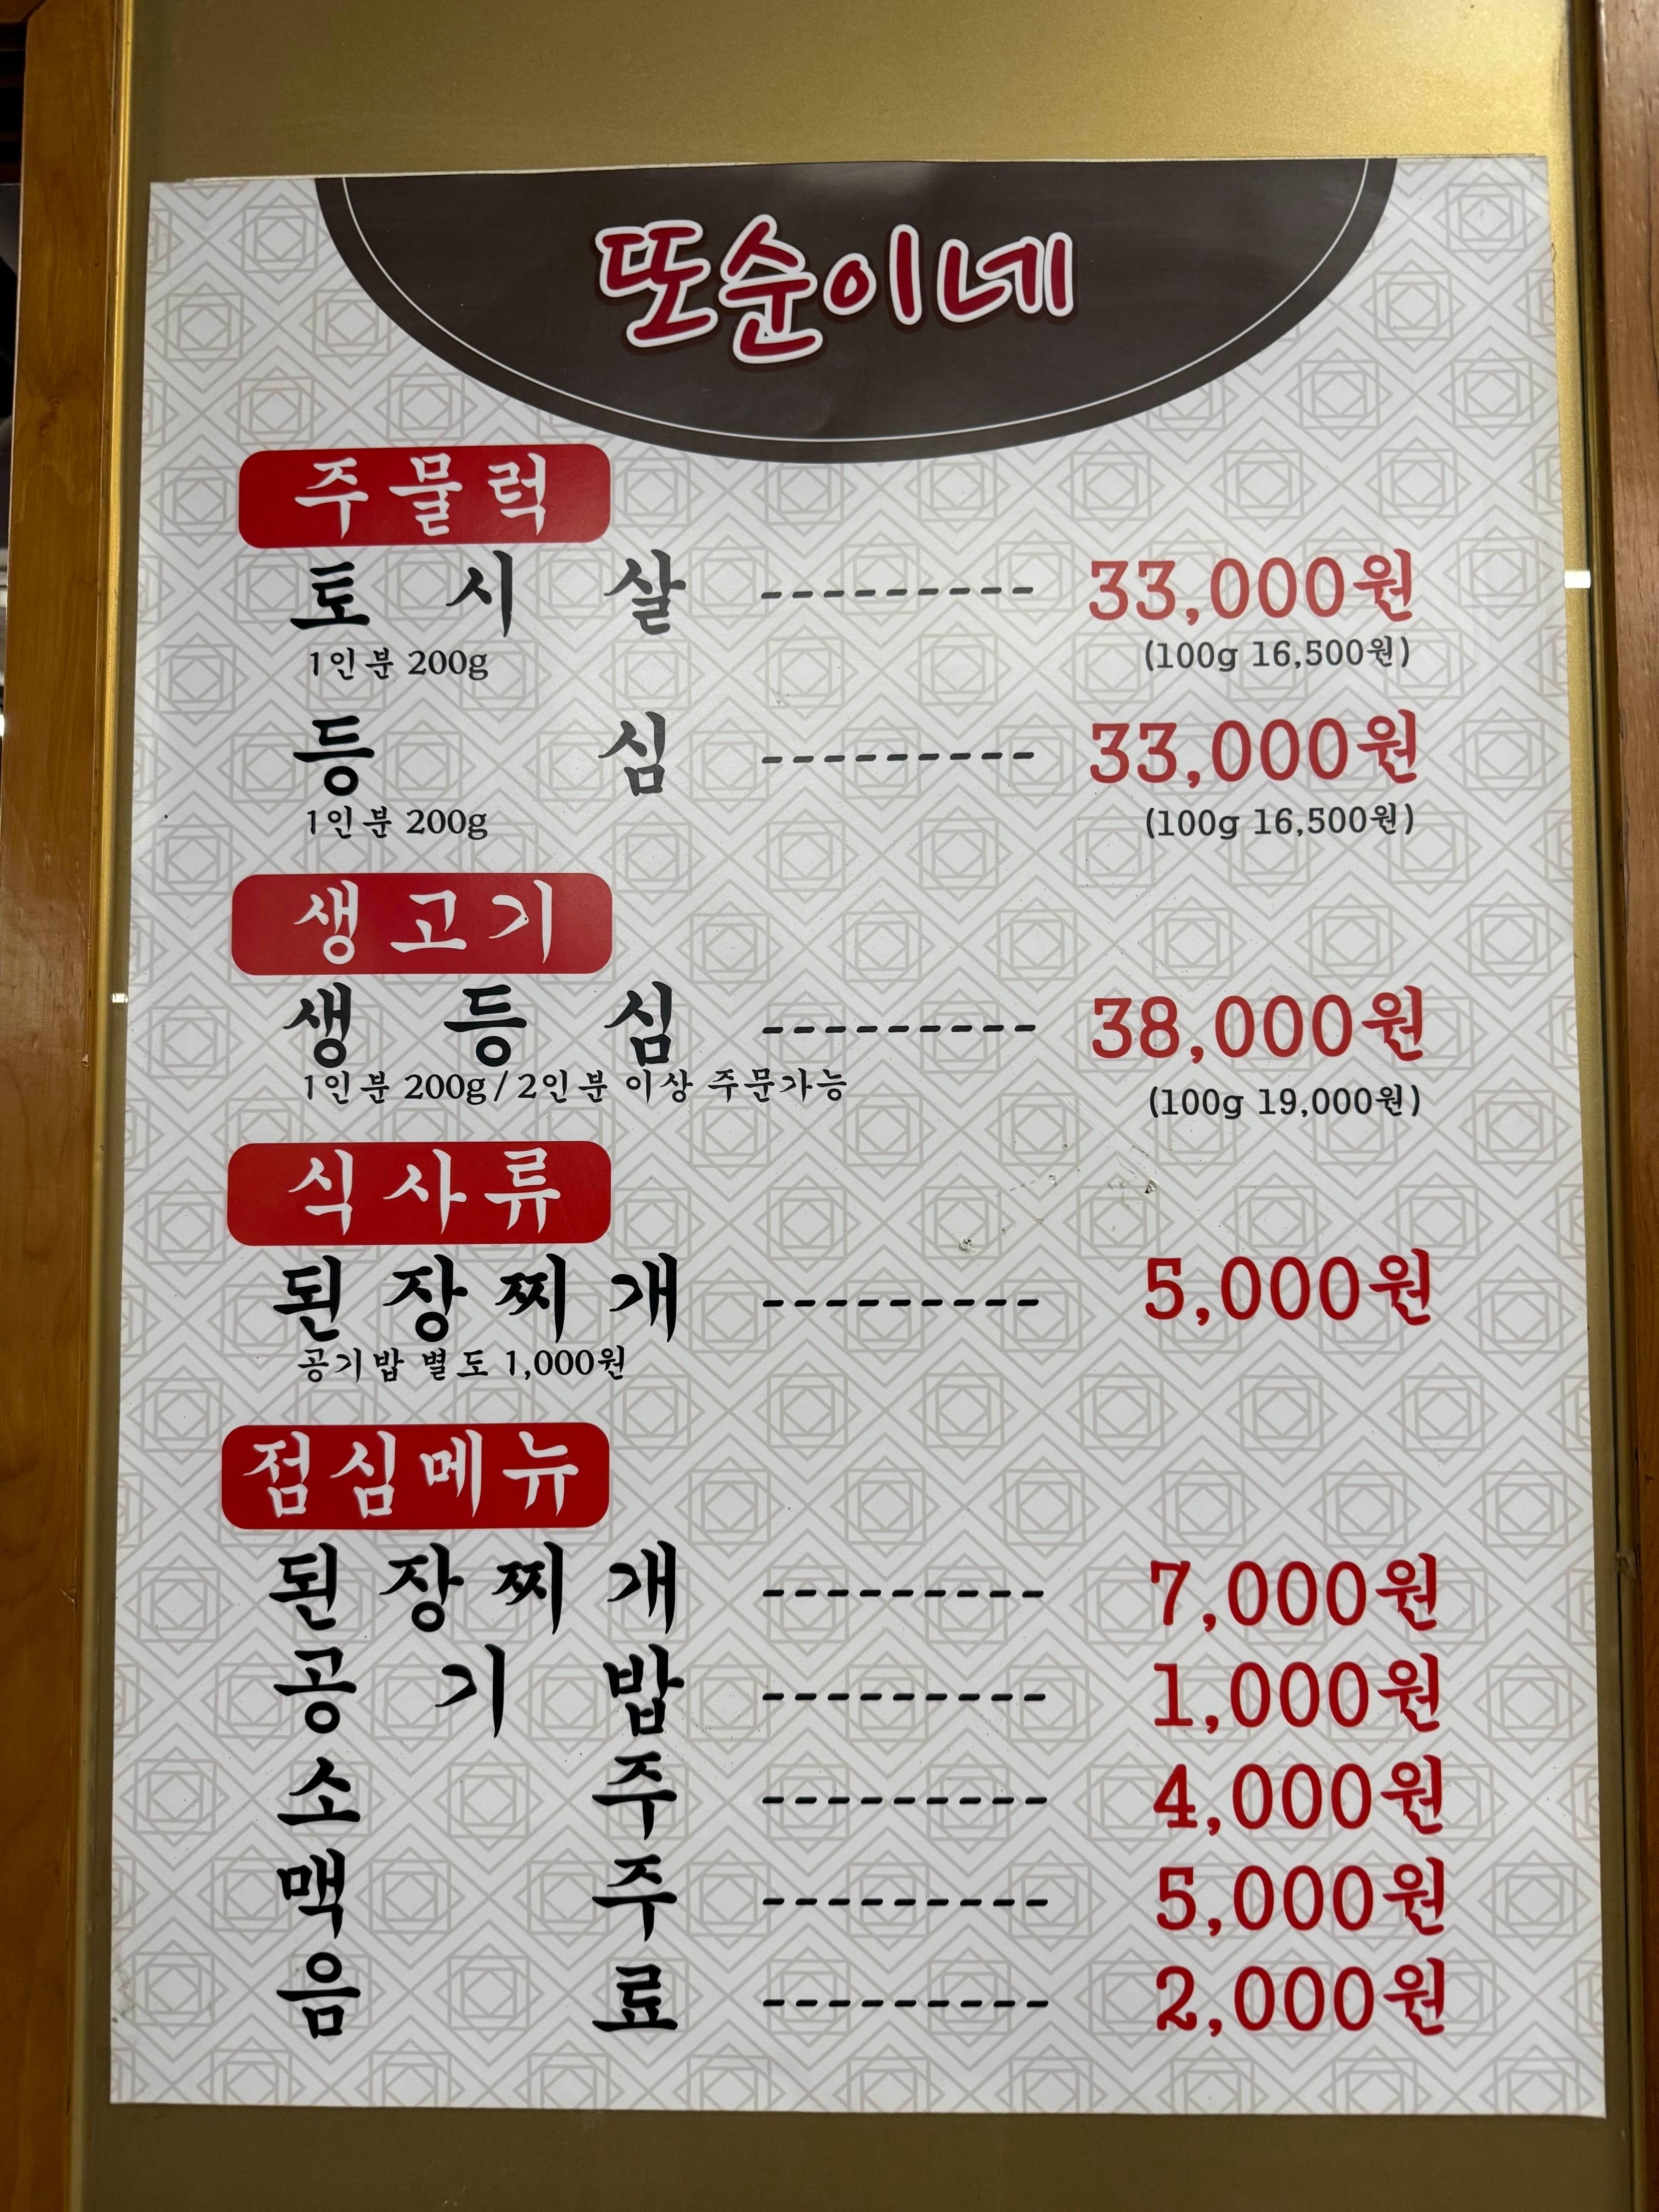 또순이네
주물럭
토시살 --------- 33,000원
1인분 200g (100g 16,500원)
등심 --------- 33,000원
1인분 200g (100g 16,500원)
생고기
생등심 --------- 38,000원
1인분 200g/2인분 이상 주문가능 (100g 19,000원)
식사류
된장찌개 --------- 5,000원
공기밥 별도 1,000원
점심메뉴
된장찌개 --------- 7,000원
공기밥 --------- 1,000원
소주 --------- 4,000원
맥주 --------- 5,000원
음료 --------- 2,000원